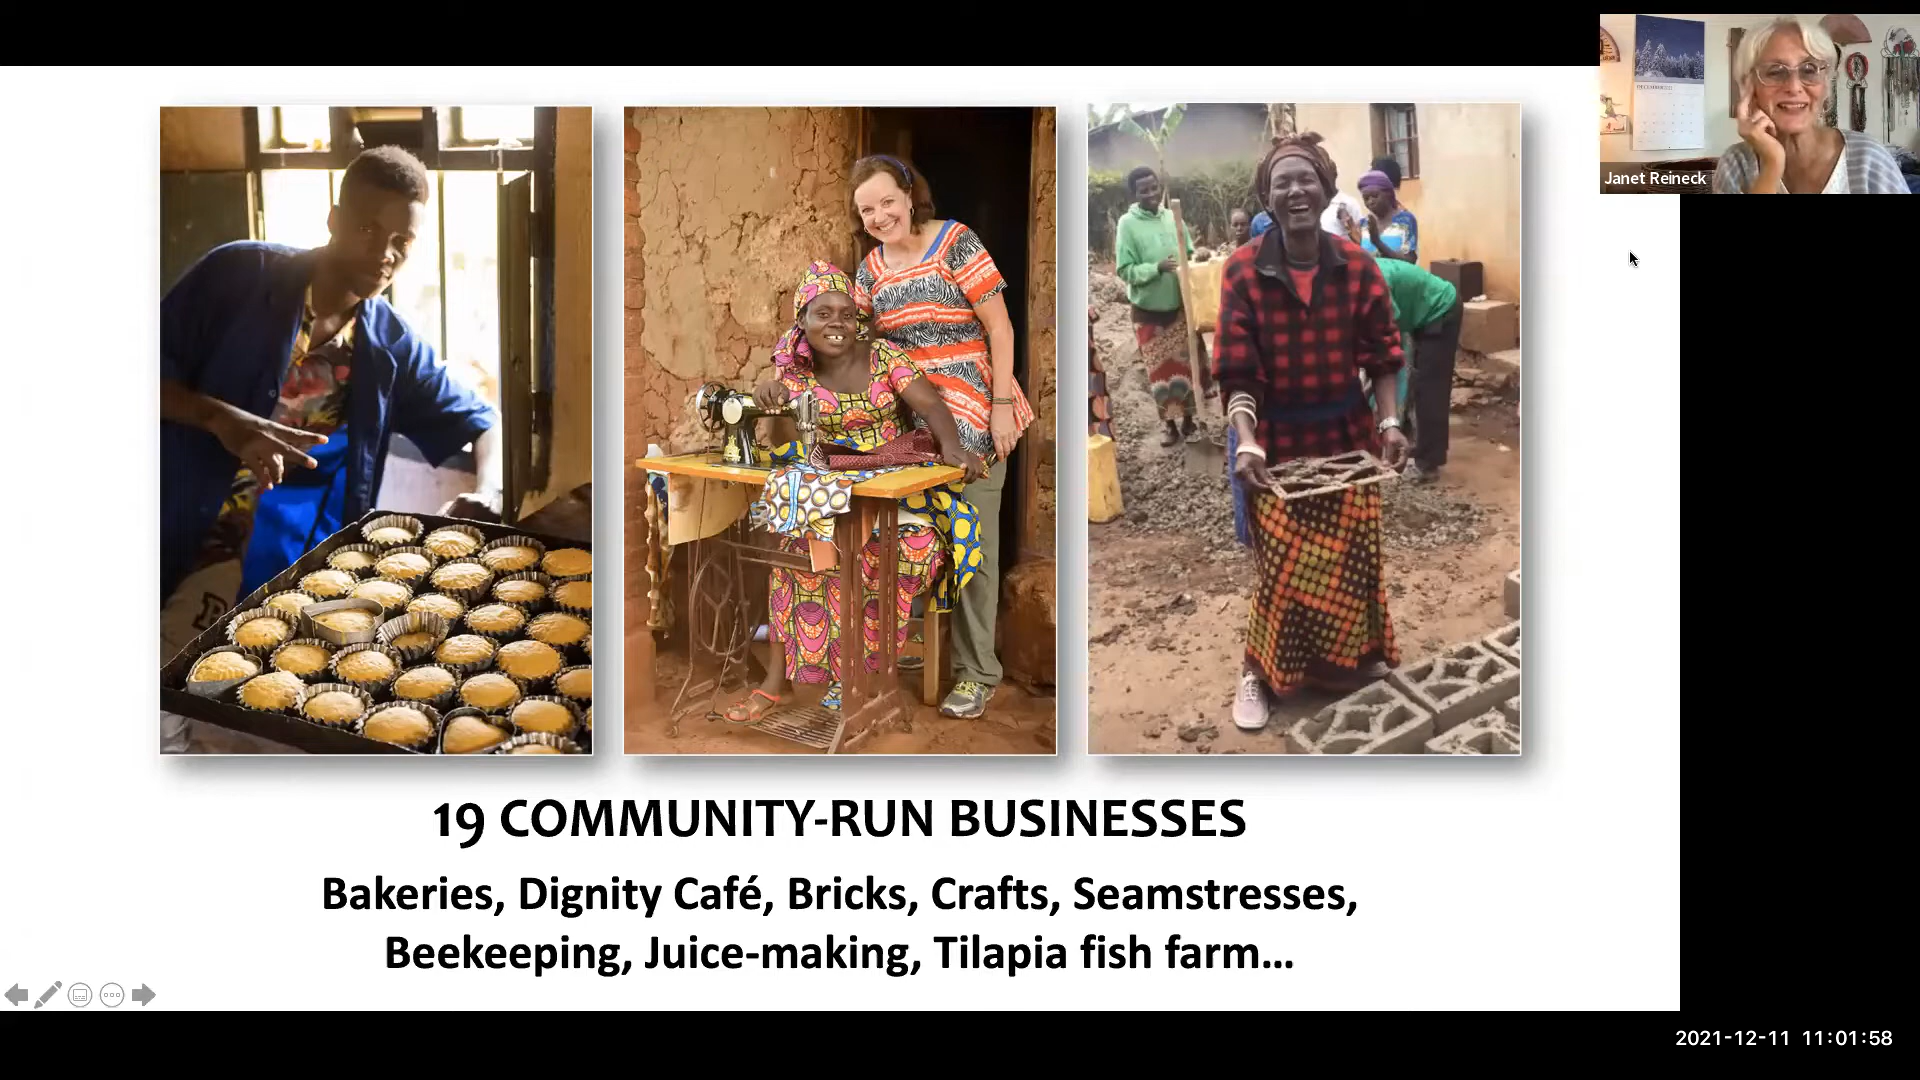 Janet Reineck
19 COMMUNITY-RUN BUSINESSES
Bakeries, Dignity Café, Bricks, Crafts, Seamstresses,
Beekeeping, Juice-making, Tilapia fish farm...
2021-12-11 11:01:58